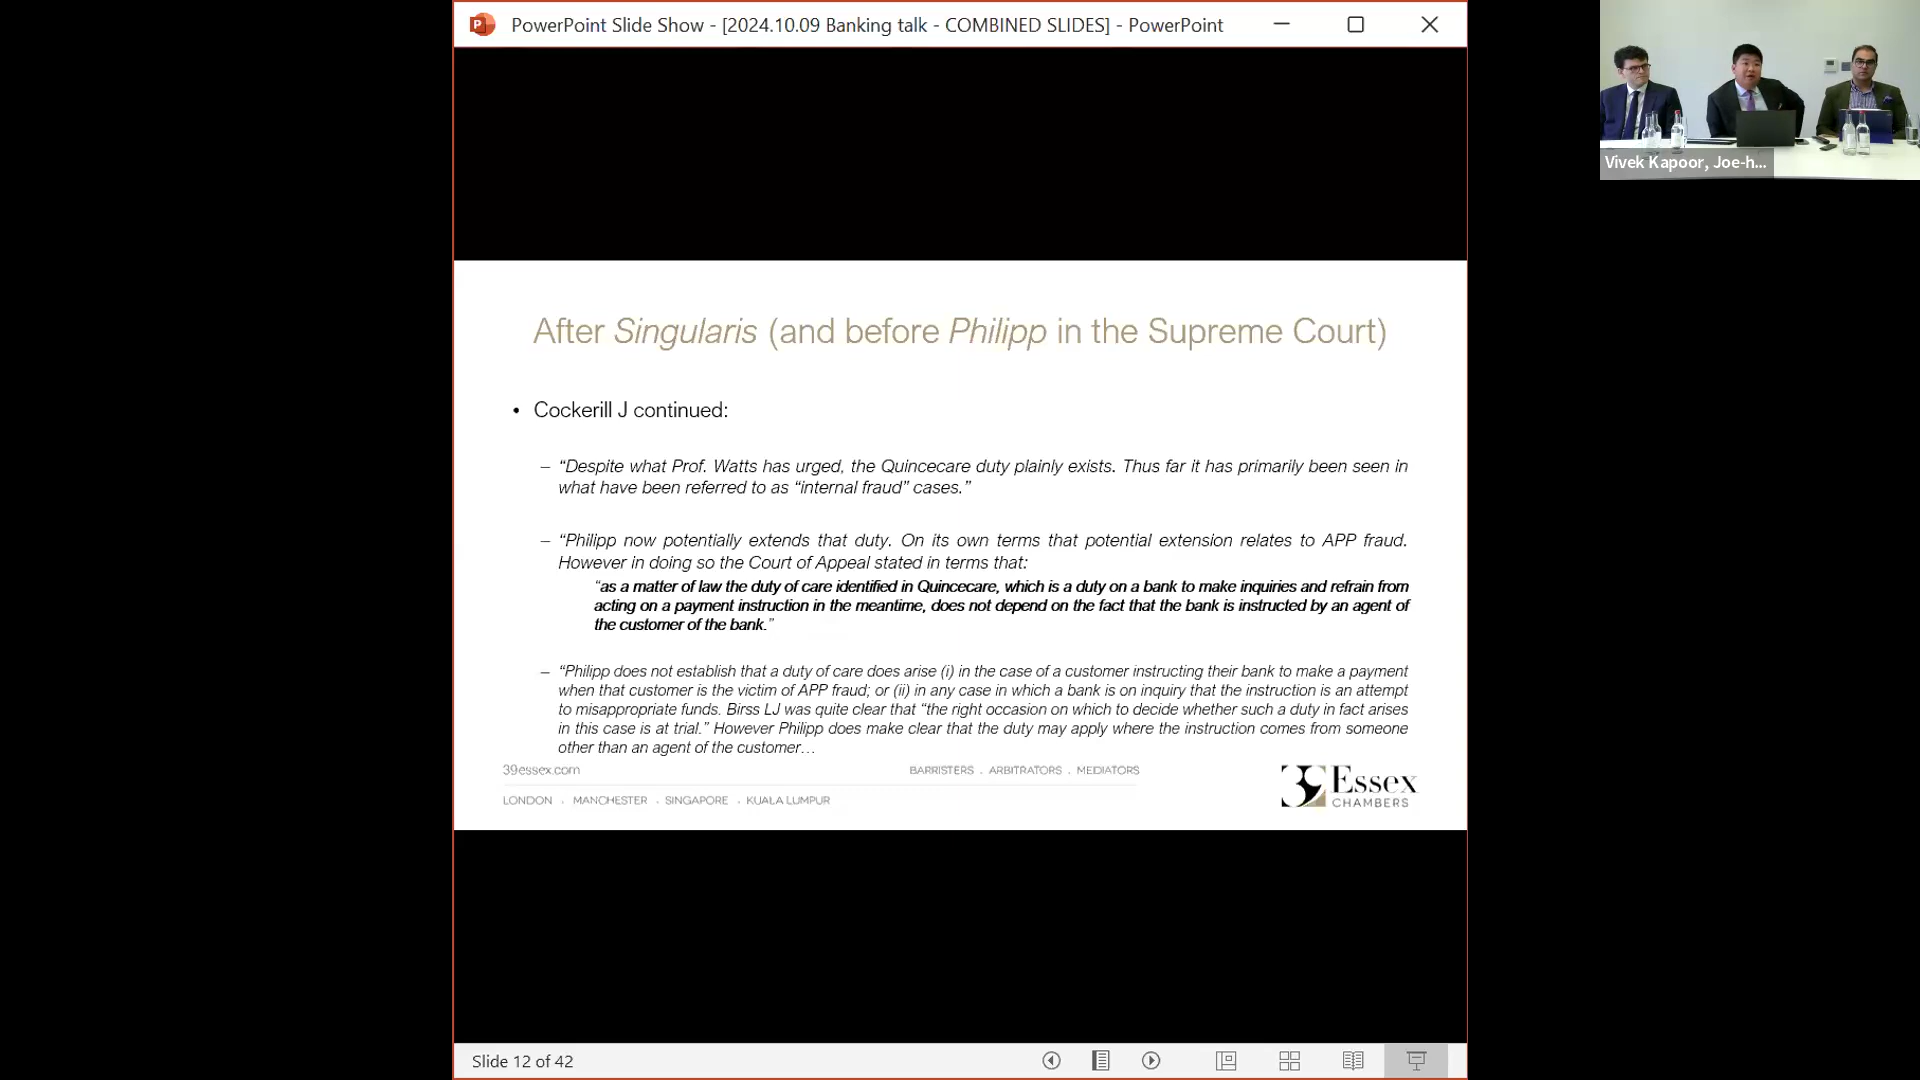 PowerPoint Slide Show - [2024.10.09 Banking talk - COMBINED SLIDES] - PowerPoint
Vivek Kapoor, Joe-h...
After Singularis (and before Philipp in the Supreme Court)
• Cockerill J continued:
– “Despite what Prof. Watts has urged, the Quincecare duty plainly exists. Thus far it has primarily been seen in
what have been referred to as “internal fraud” cases.”
– “Philipp now potentially extends that duty. On its own terms that potential extension relates to APP fraud.
However in doing so the Court of Appeal stated in terms that:
“as a matter of law the duty of care identified in Quincecare, which is a duty on a bank to make inquiries and refrain from
acting on a payment instruction in the meantime, does not depend on the fact that the bank is instructed by an agent of
the customer of the bank.”
– “Philipp does not establish that a duty of care does arise (i) in the case of a customer instructing their bank to make a payment
when that customer is the victim of APP fraud; or (ii) in any case in which a bank is on inquiry that the instruction is an attempt
to misappropriate funds. Birss LJ was quite clear that “the right occasion on which to decide whether such a duty in fact arises
in this case is at trial.” However Philipp does make clear that the duty may apply where the instruction comes from someone
other than an agent of the customer…
39essex.com
BARRISTERS . ARBITRATORS . MEDIATORS
LONDON . MANCHESTER . SINGAPORE . KUALA LUMPUR
39 Essex
CHAMBERS
Slide 12 of 42